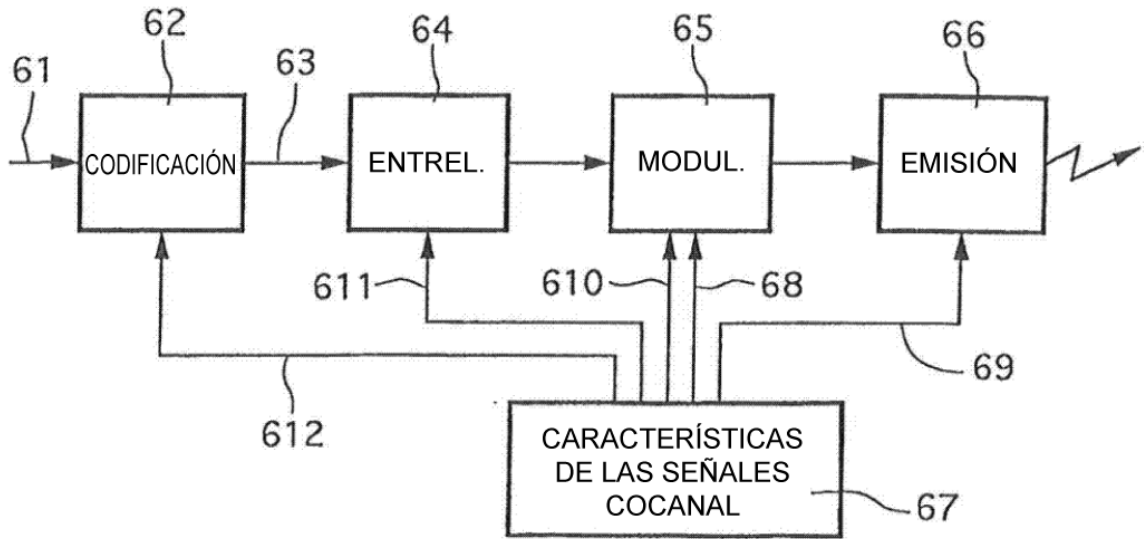 61
62
63
64
65
66
CODIFICACIÓN
ENTREL.
MODUL.
EMISIÓN
611
610
68
69
612
CARACTERÍSTICAS
DE LAS SEÑALES
COCANAL
67